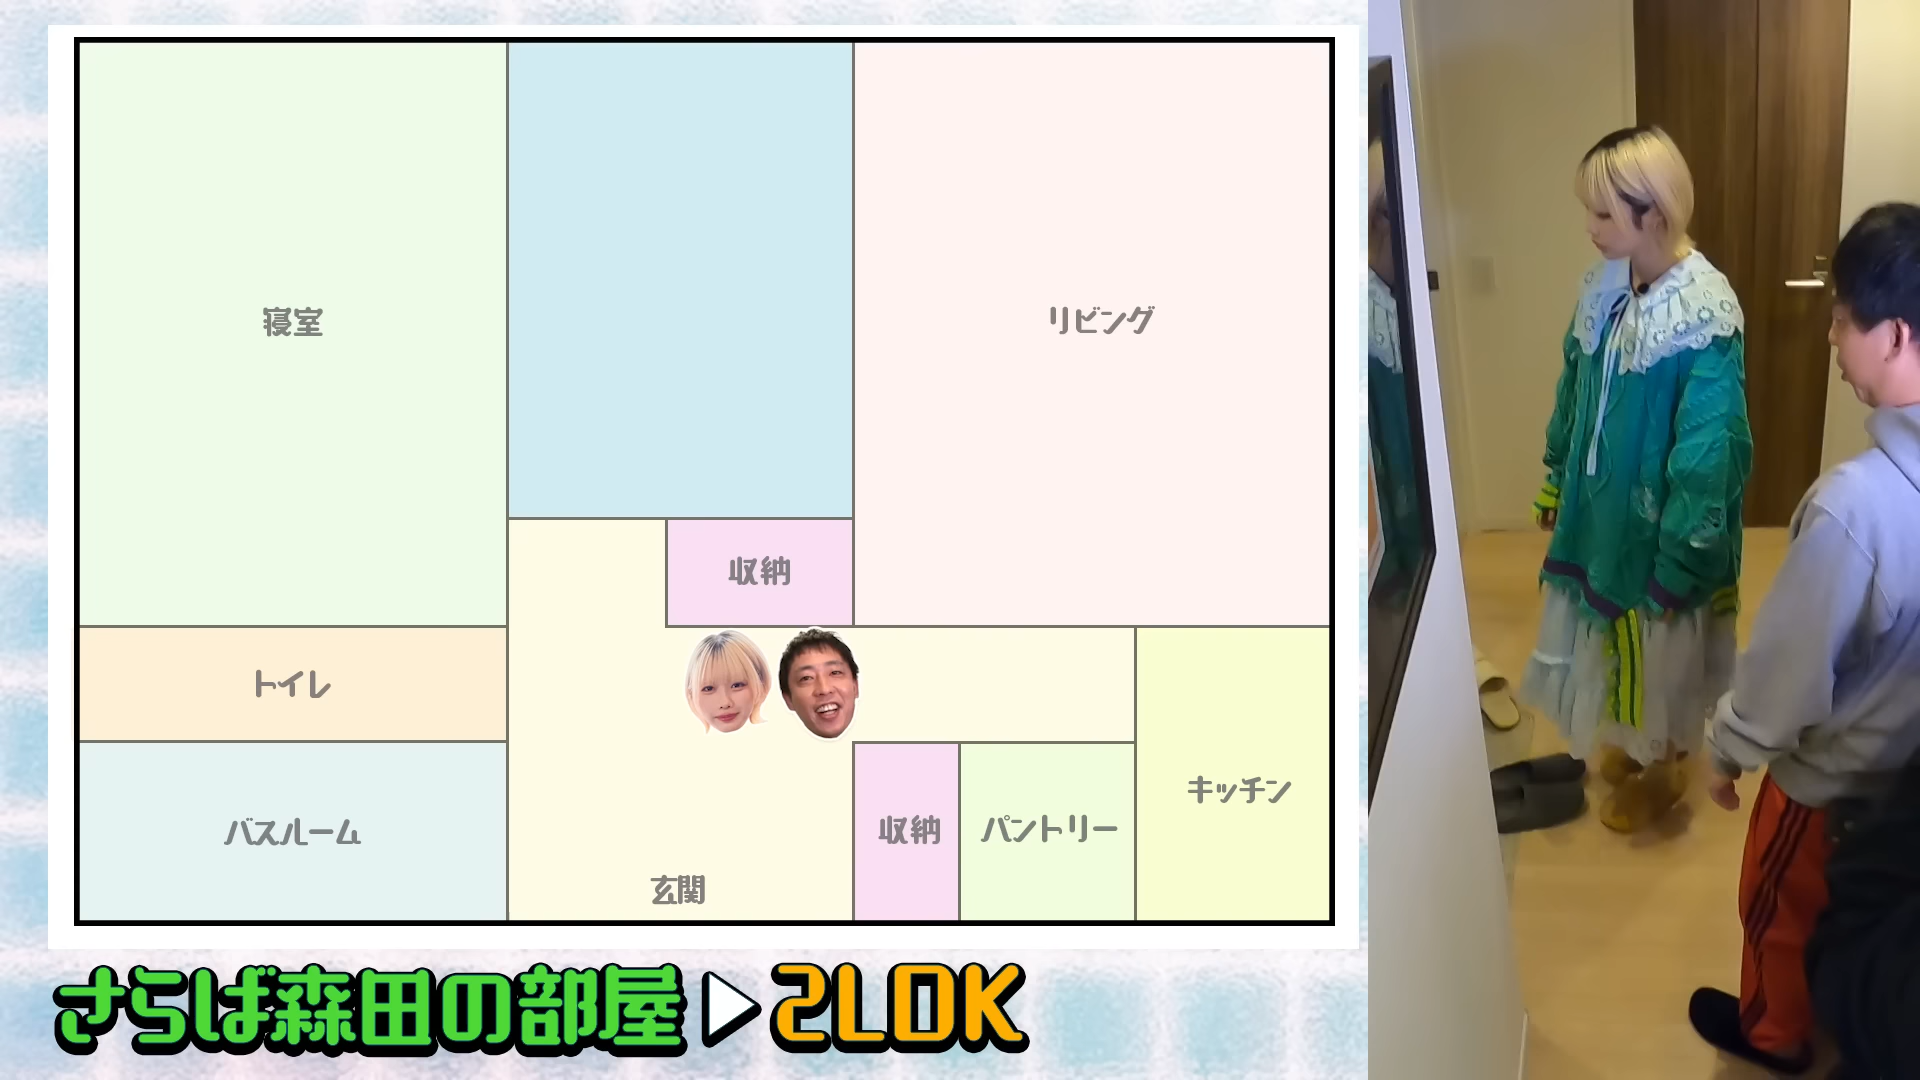 寝室
リビング
収納
トイレ
キッチン
バスルーム
収納
パントリー
玄関
さらば森田の部屋▶2LDK